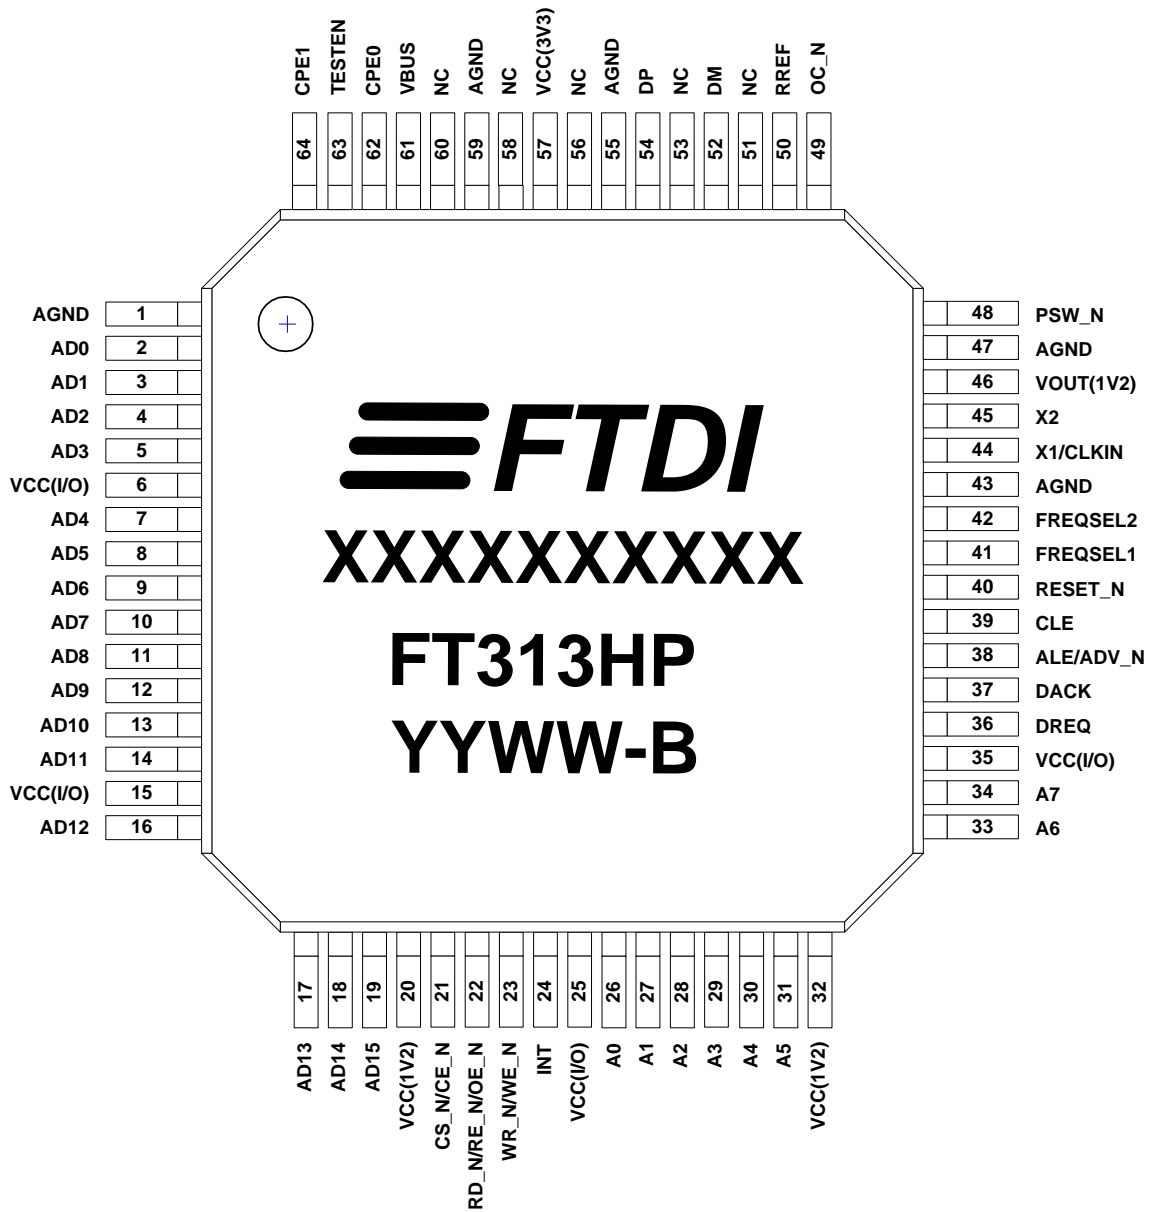 CPE1 TESTEN CPE0 VBUS NC AGND NC VCC(3V3) NC AGND DP NC DM NC RREF OC_N
64 63 62 61 60 59 58 57 56 55 54 53 52 51 50 49
AGND 1 48 PSW_N
AD0 2 47 AGND
AD1 3 46 VOUT(1V2)
AD2 4 45 X2
AD3 5 44 X1/CLKIN
VCC(I/O) 6 43 AGND
AD4 7 42 FREQSEL2
AD5 8 41 FREQSEL1
AD6 9 40 RESET_N
AD7 10 39 CLE
AD8 11 38 ALE/ADV_N
AD9 12 37 DACK
AD10 13 36 DREQ
AD11 14 35 VCC(I/O)
VCC(I/O) 15 34 A7
AD12 16 33 A6
FTDI
XXXXXXXXXX
FT313HP
YYWW-B
17 18 19 20 21 22 23 24 25 26 27 28 29 30 31 32
AD13 AD14 AD15 VCC(1V2) CS_N/CE_N RD_N/RE_N/OE_N WR_N/WE_N INT VCC(I/O) A0 A1 A2 A3 A4 A5 VCC(1V2)